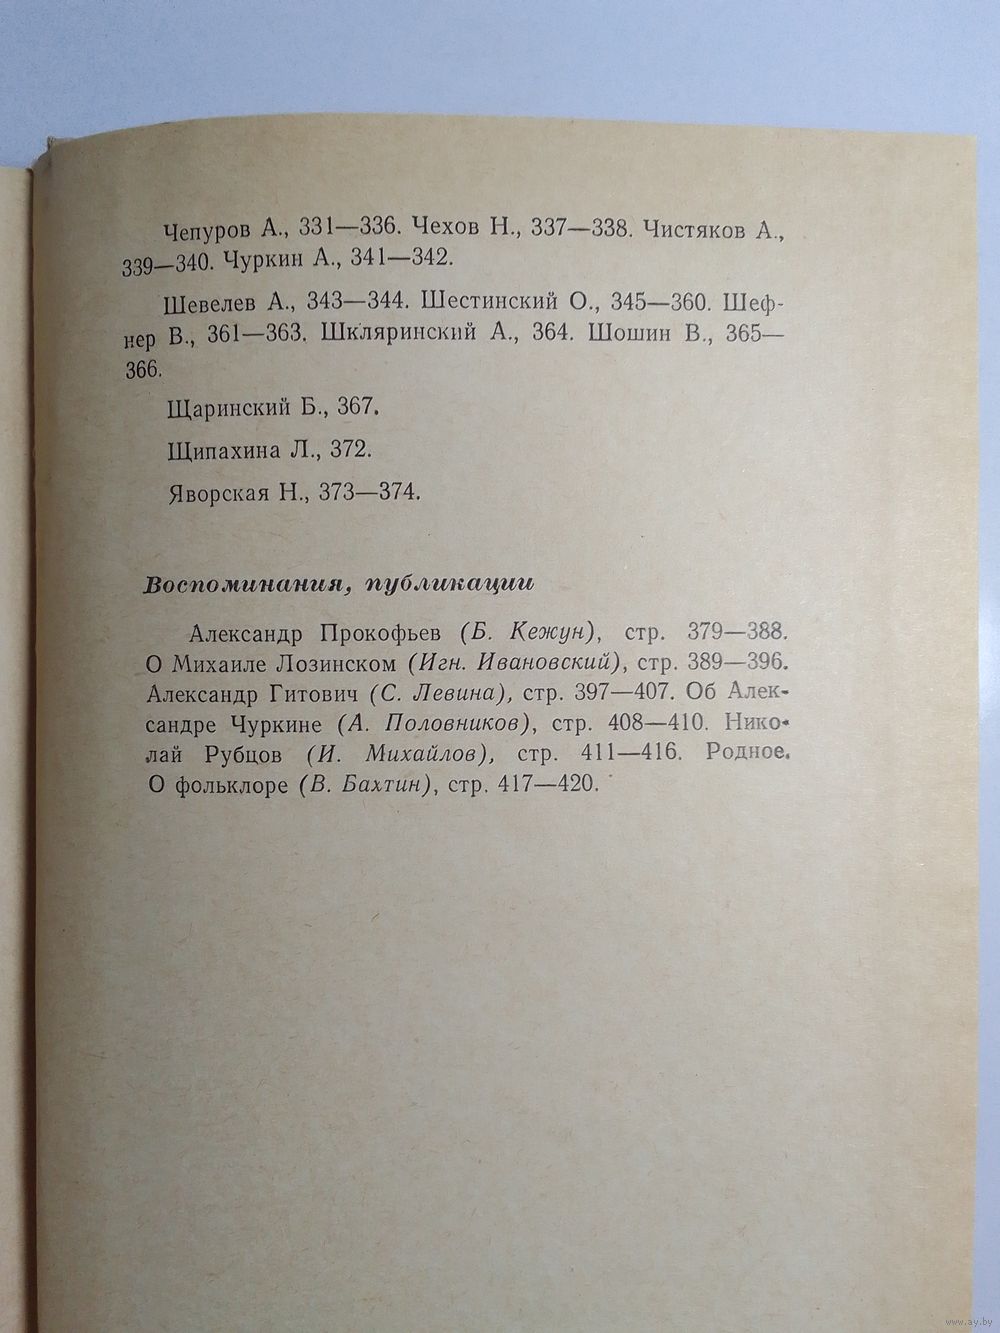 Чепуров А., 331—336. Чехов Н., 337—338. Чистяков А.,
339—340. Чуркин А., 341—342.
Шевелев А., 343—344. Шестинский О., 345—360. Шеф-
нер В., 361—363. Шкляринский А., 364. Шошин В., 365—
366.
Щаринский Б., 367.
Щипахина Л., 372.
Яворская Н., 373—374.
Воспоминания, публикации
Александр Прокофьев (Б. Кежун), стр. 379—388.
О Михаиле Лозинском (Игн. Ивановский), стр. 389—396.
Александр Гитович (С. Левина), стр. 397—407. Об Алек-
сандре Чуркине (А. Половников), стр. 408—410. Нико-
лай Рубцов (И. Михайлов), стр. 411—416. Родное.
О фольклоре (В. Бахтин), стр. 417—420.
www.ay.by